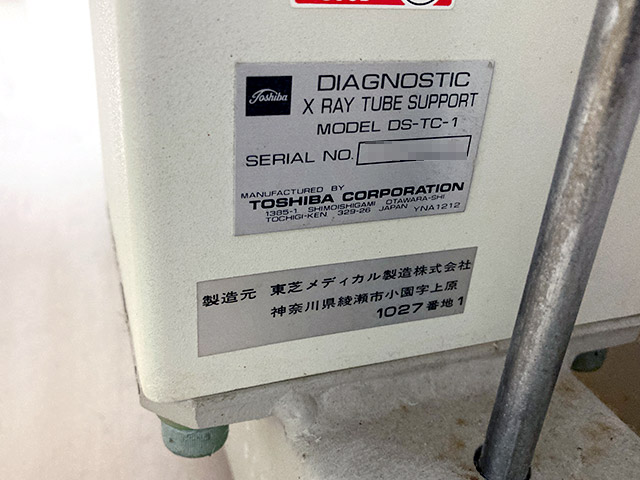 Toshiba
DIAGNOSTIC
X RAY TUBE SUPPORT
MODEL DS-TC-1
SERIAL NO.
MANUFACTURED BY
TOSHIBA CORPORATION
1385-1 SHIMOISHIGAMI OTAWARA-SHI
TOCHIGI-KEN 329-26 JAPAN YNA1212
製造元 東芝メディカル製造株式会社
神奈川県綾瀬市小園字上原
1027番地1